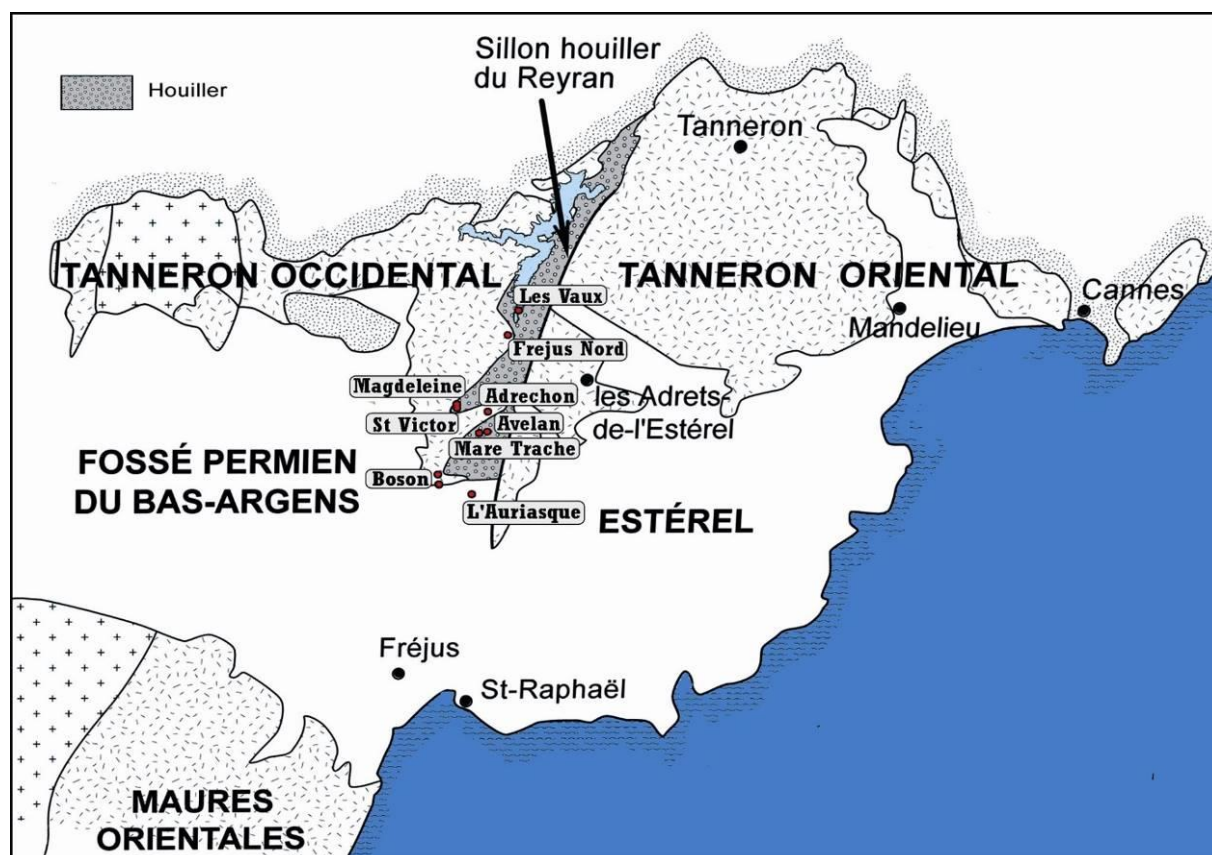 Sillon houiller
du Reyran
Houiller
Tanneron
TANNERON OCCIDENTAL
TANNERON ORIENTAL
Les Vaux
Cannes
Mandelieu
Frejus Nord
Magdeleine
Adrechon
les Adrets-
de-l'Estérel
St Victor
Avelan
Mare Trache
FOSSÉ PERMIEN
DU BAS-ARGENS
Boson
L'Auriasque
ESTÉREL
Fréjus
St-Raphaël
MAURES
ORIENTALES